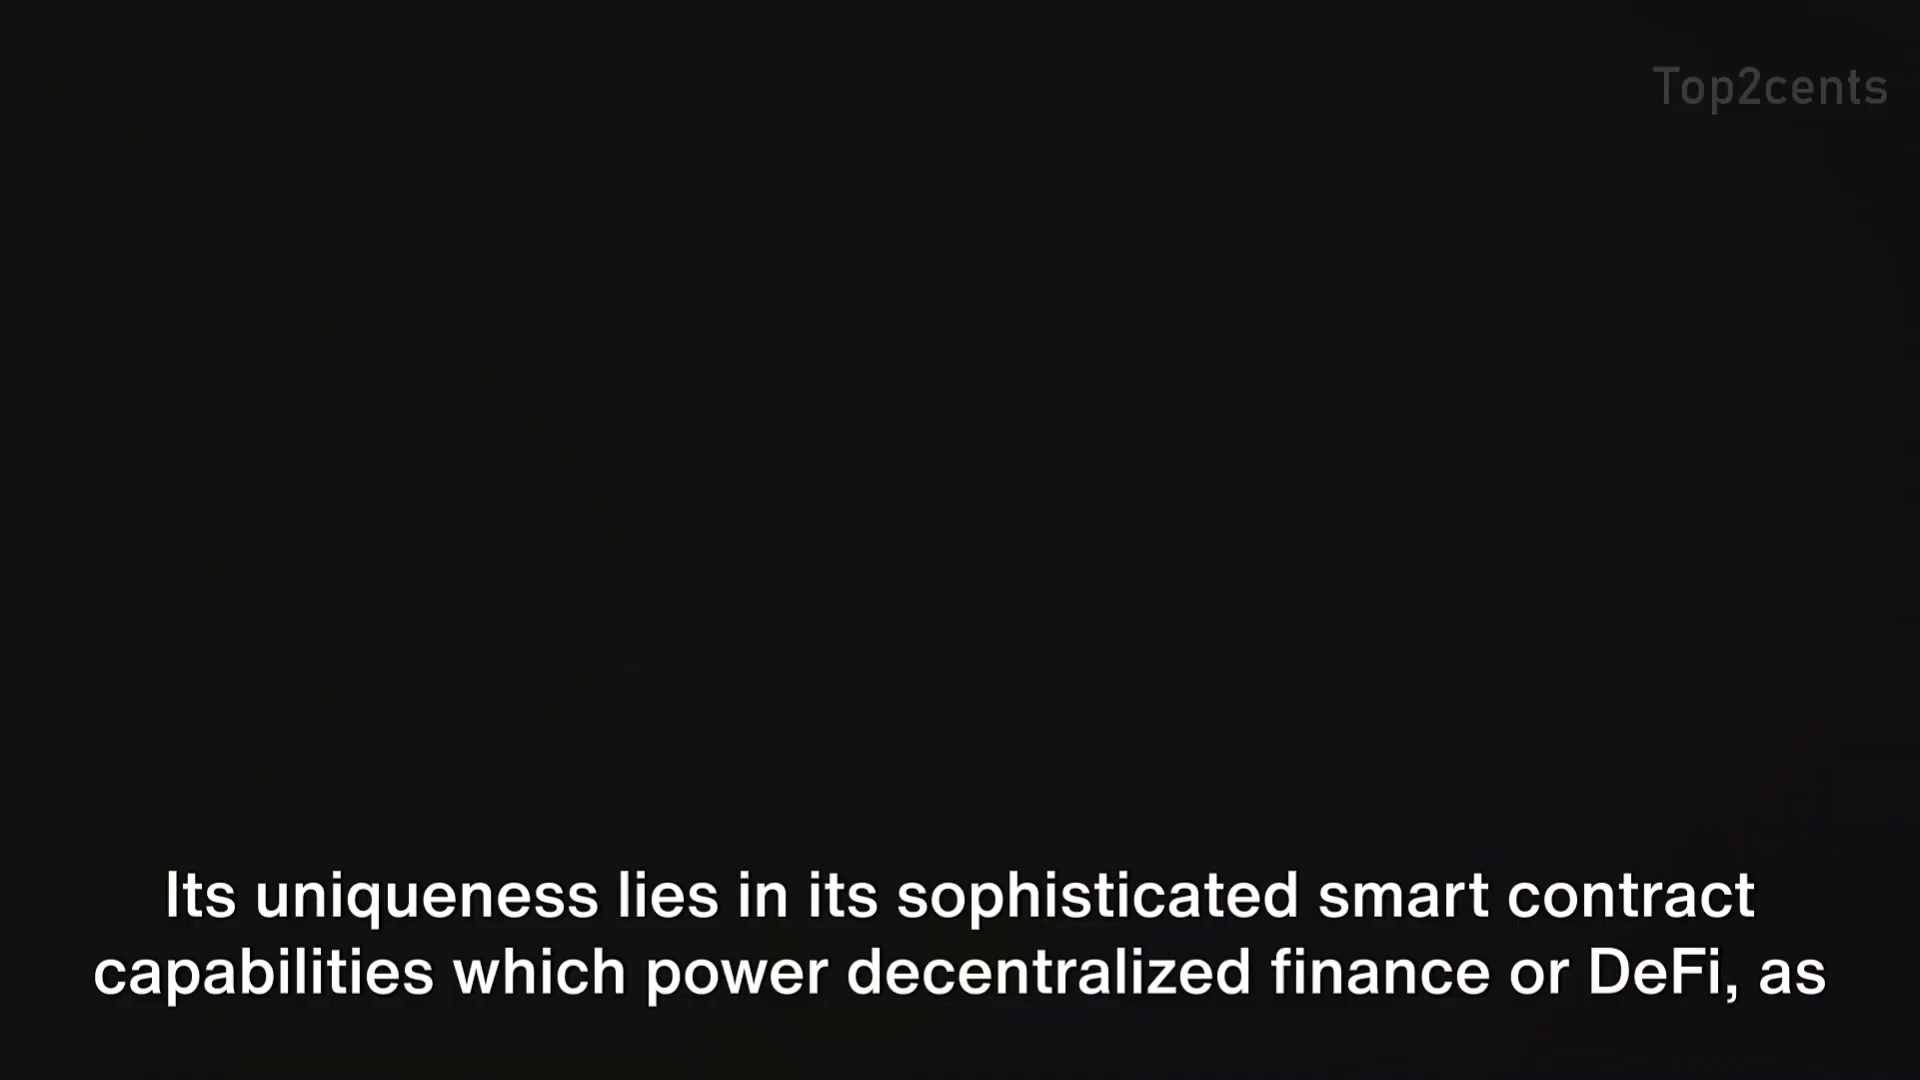 Top2cents
Its uniqueness lies in its sophisticated smart contract
capabilities which power decentralized finance or DeFi, as